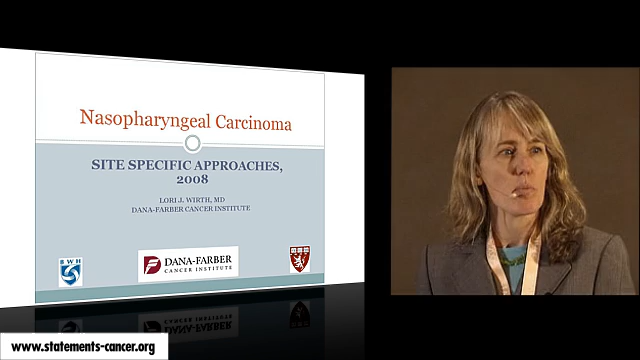 Nasopharyngeal Carcinoma
SITE SPECIFIC APPROACHES,
2008
LORI J. WIRTH, MD
DANA-FARBER CANCER INSTITUTE
BWH
DANA-FARBER
CANCER INSTITUTE
www.statements-cancer.org